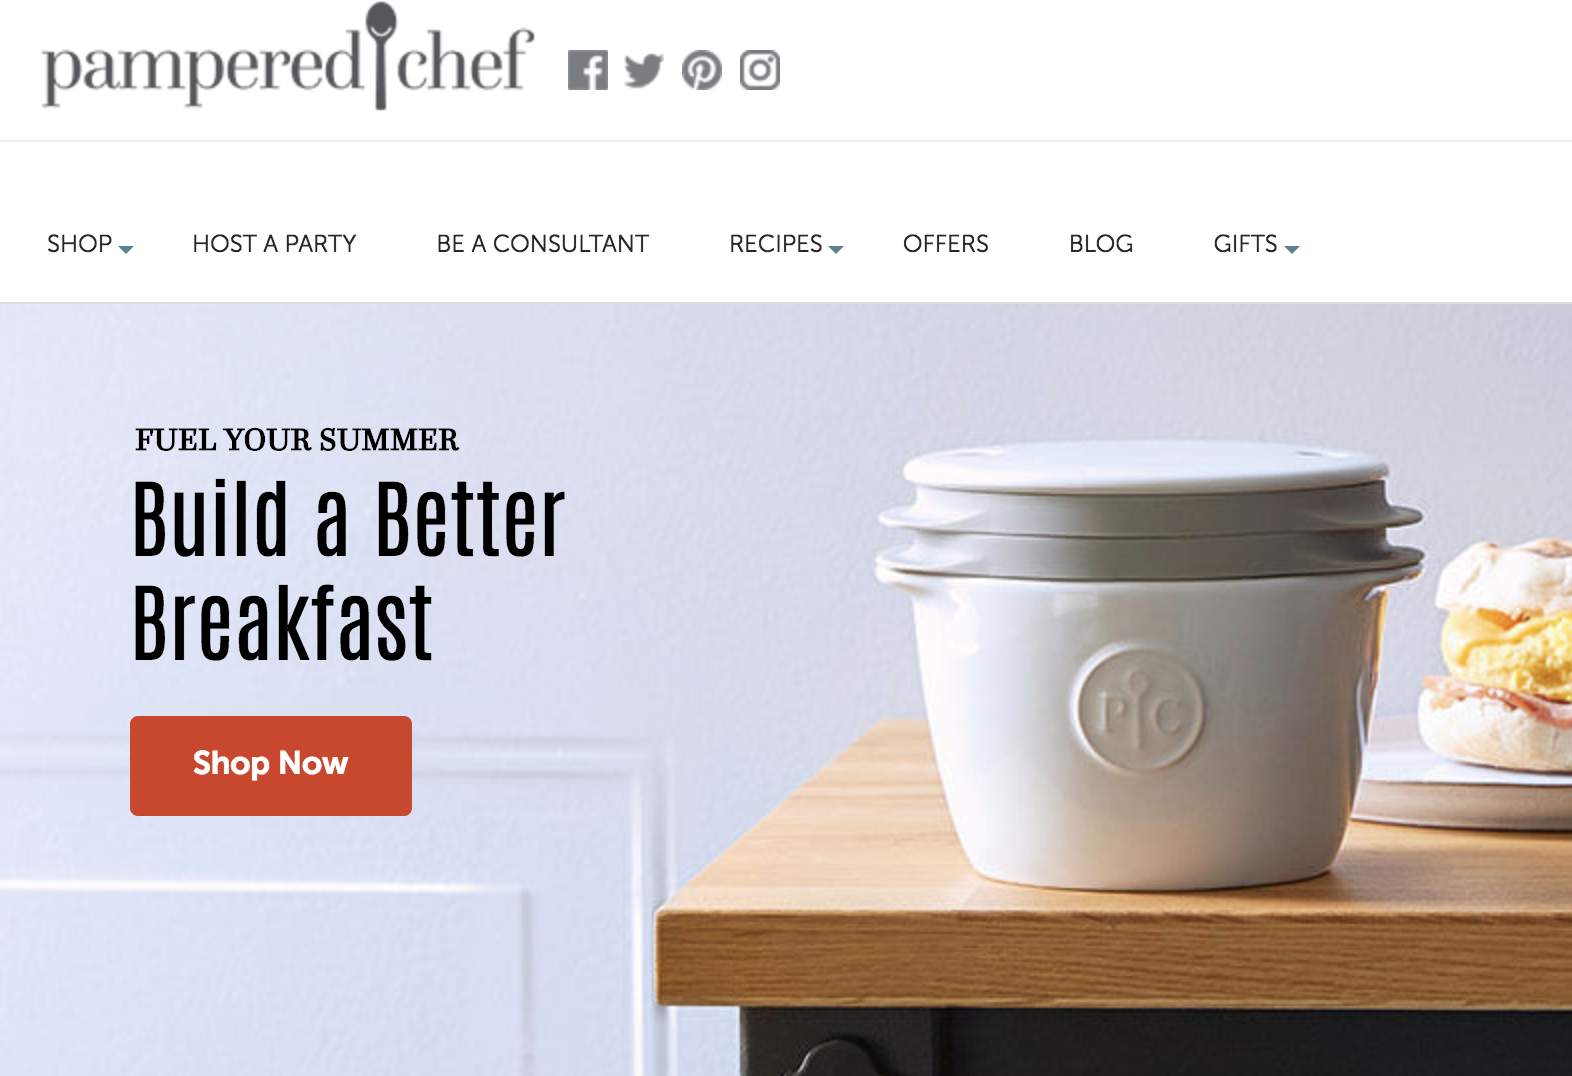 pampered chef
SHOP HOST A PARTY BE A CONSULTANT RECIPES OFFERS BLOG GIFTS
FUEL YOUR SUMMER
Build a Better
Breakfast
Shop Now
P C